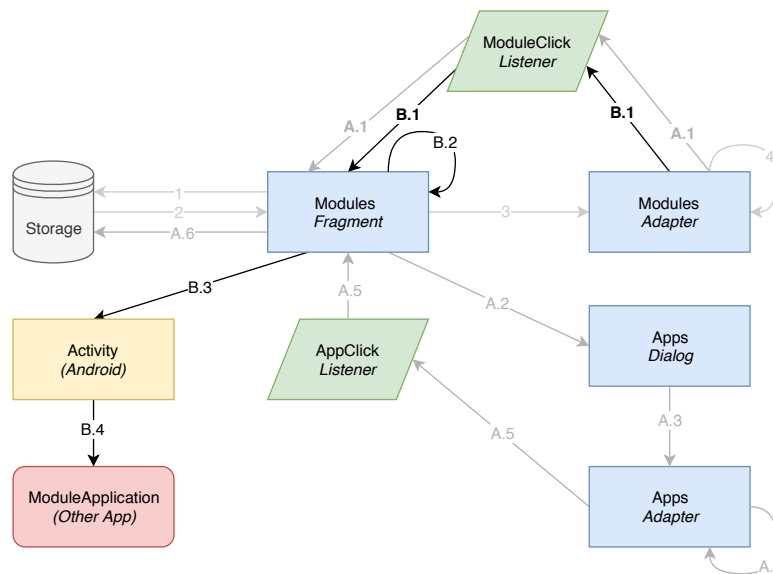 ModuleClick
Listener
A.1
B.1
B.1
A.1
B.2
4
1
2
A.6
3
Storage
Modules
Fragment
Modules
Adapter
B.3
A.5
A.2
Activity
(Android)
AppClick
Listener
Apps
Dialog
B.4
A.5
A.3
ModuleApplication
(Other App)
Apps
Adapter
A.